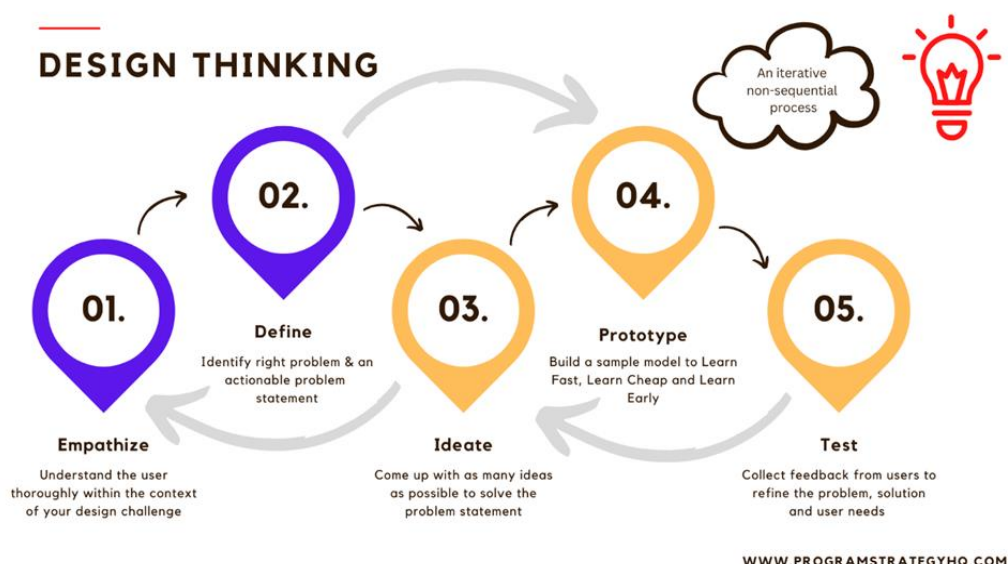 DESIGN THINKING
An iterative
non-sequential
process
01.
Empathize
Understand the user
thoroughly within the context
of your design challenge
02.
Define
Identify right problem & an
actionable problem
statement
03.
Ideate
Come up with as many ideas
as possible to solve the
problem statement
04.
Prototype
Build a sample model to Learn
Fast, Learn Cheap and Learn
Early
05.
Test
Collect feedback from users to
refine the problem, solution
and user needs
WWW.PROGRAMSTRATEGYHQ.COM